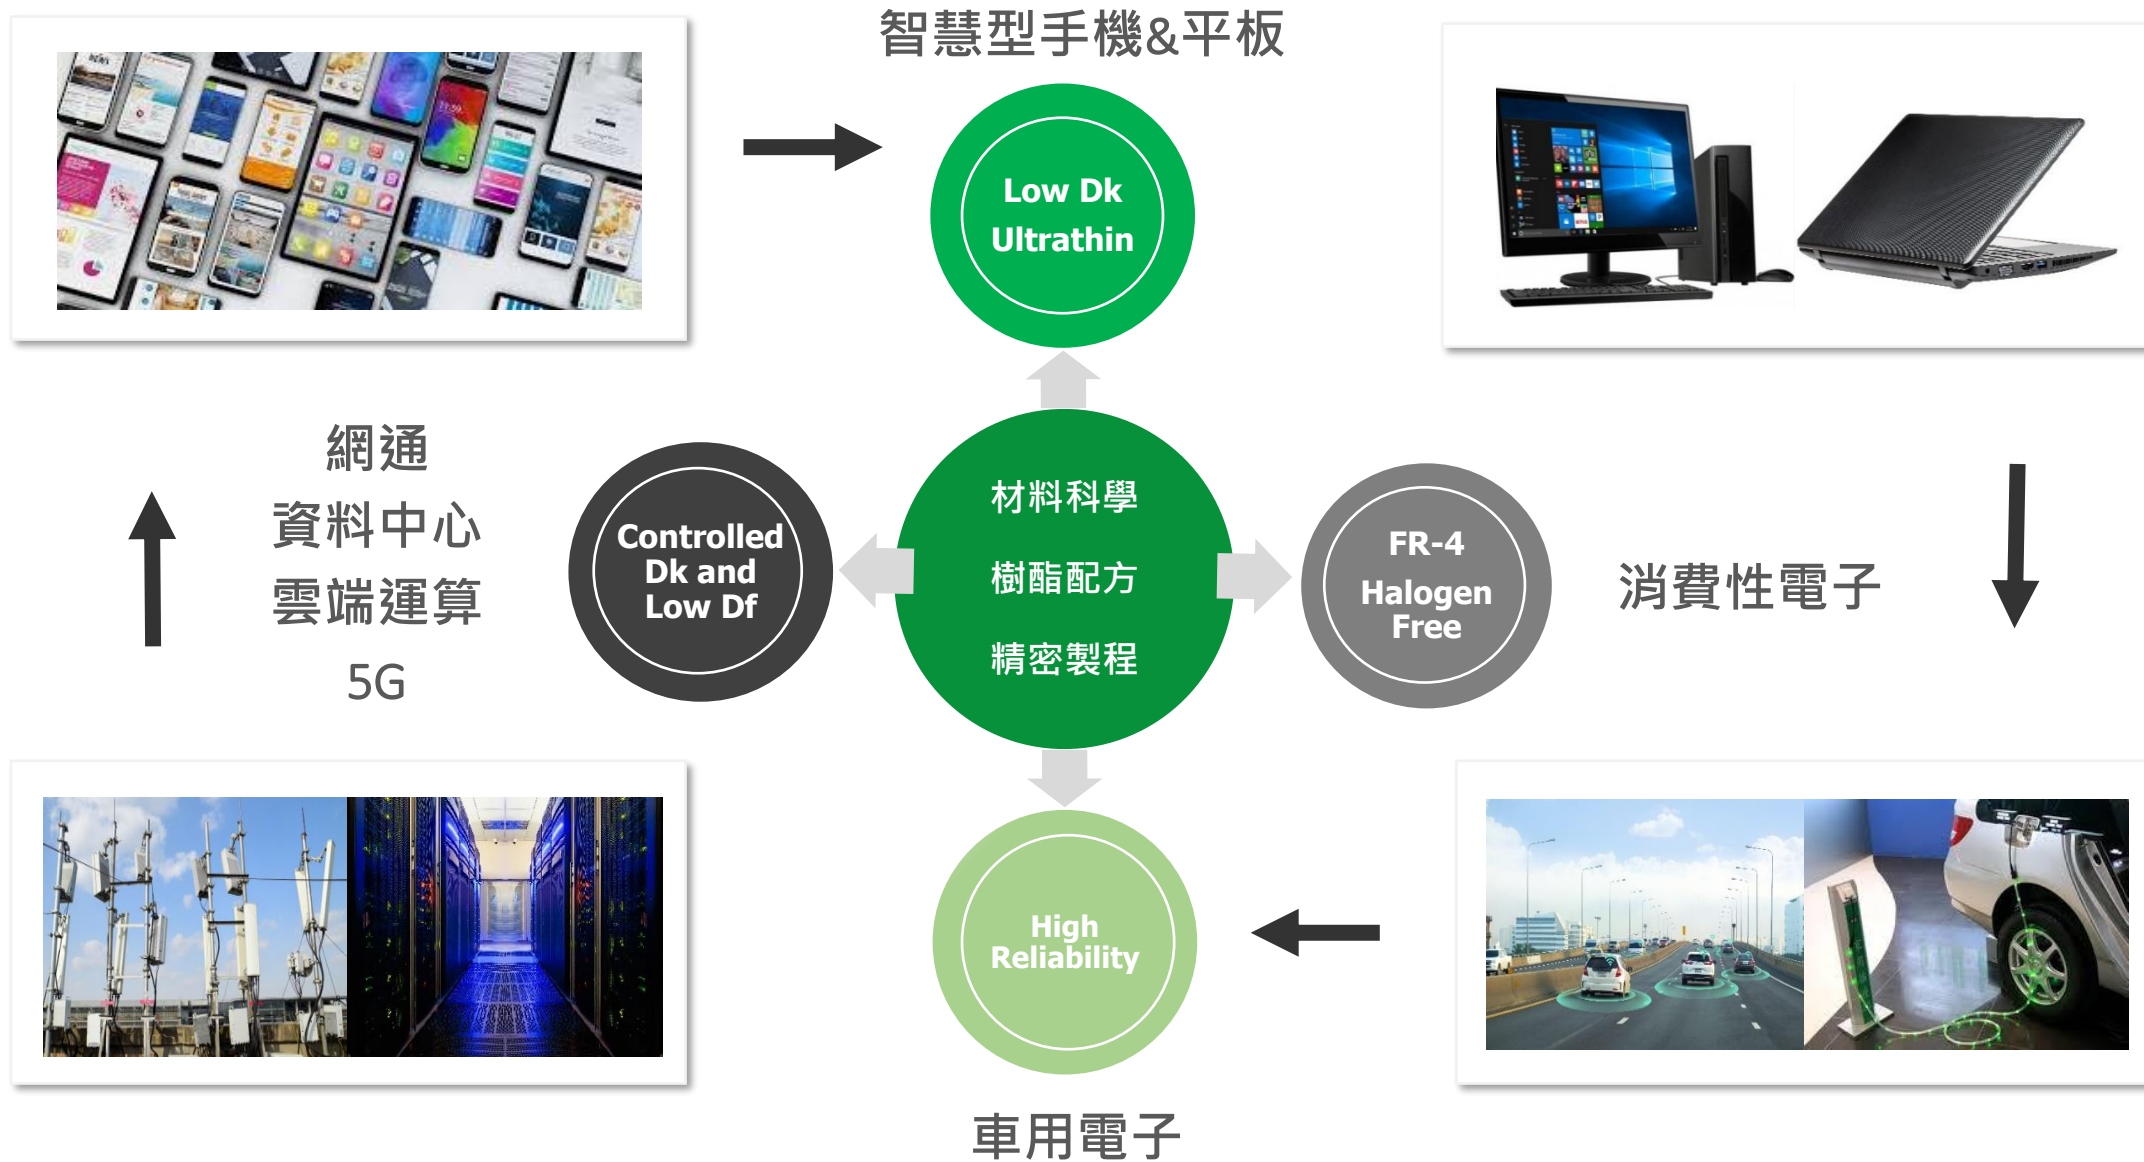 智慧型手機&平板
Low Dk
Ultrathin
網通
資料中心
雲端運算
5G
Controlled
Dk and
Low Df
材料科學
樹酯配方
精密製程
FR-4
Halogen
Free
消費性電子
High
Reliability
車用電子